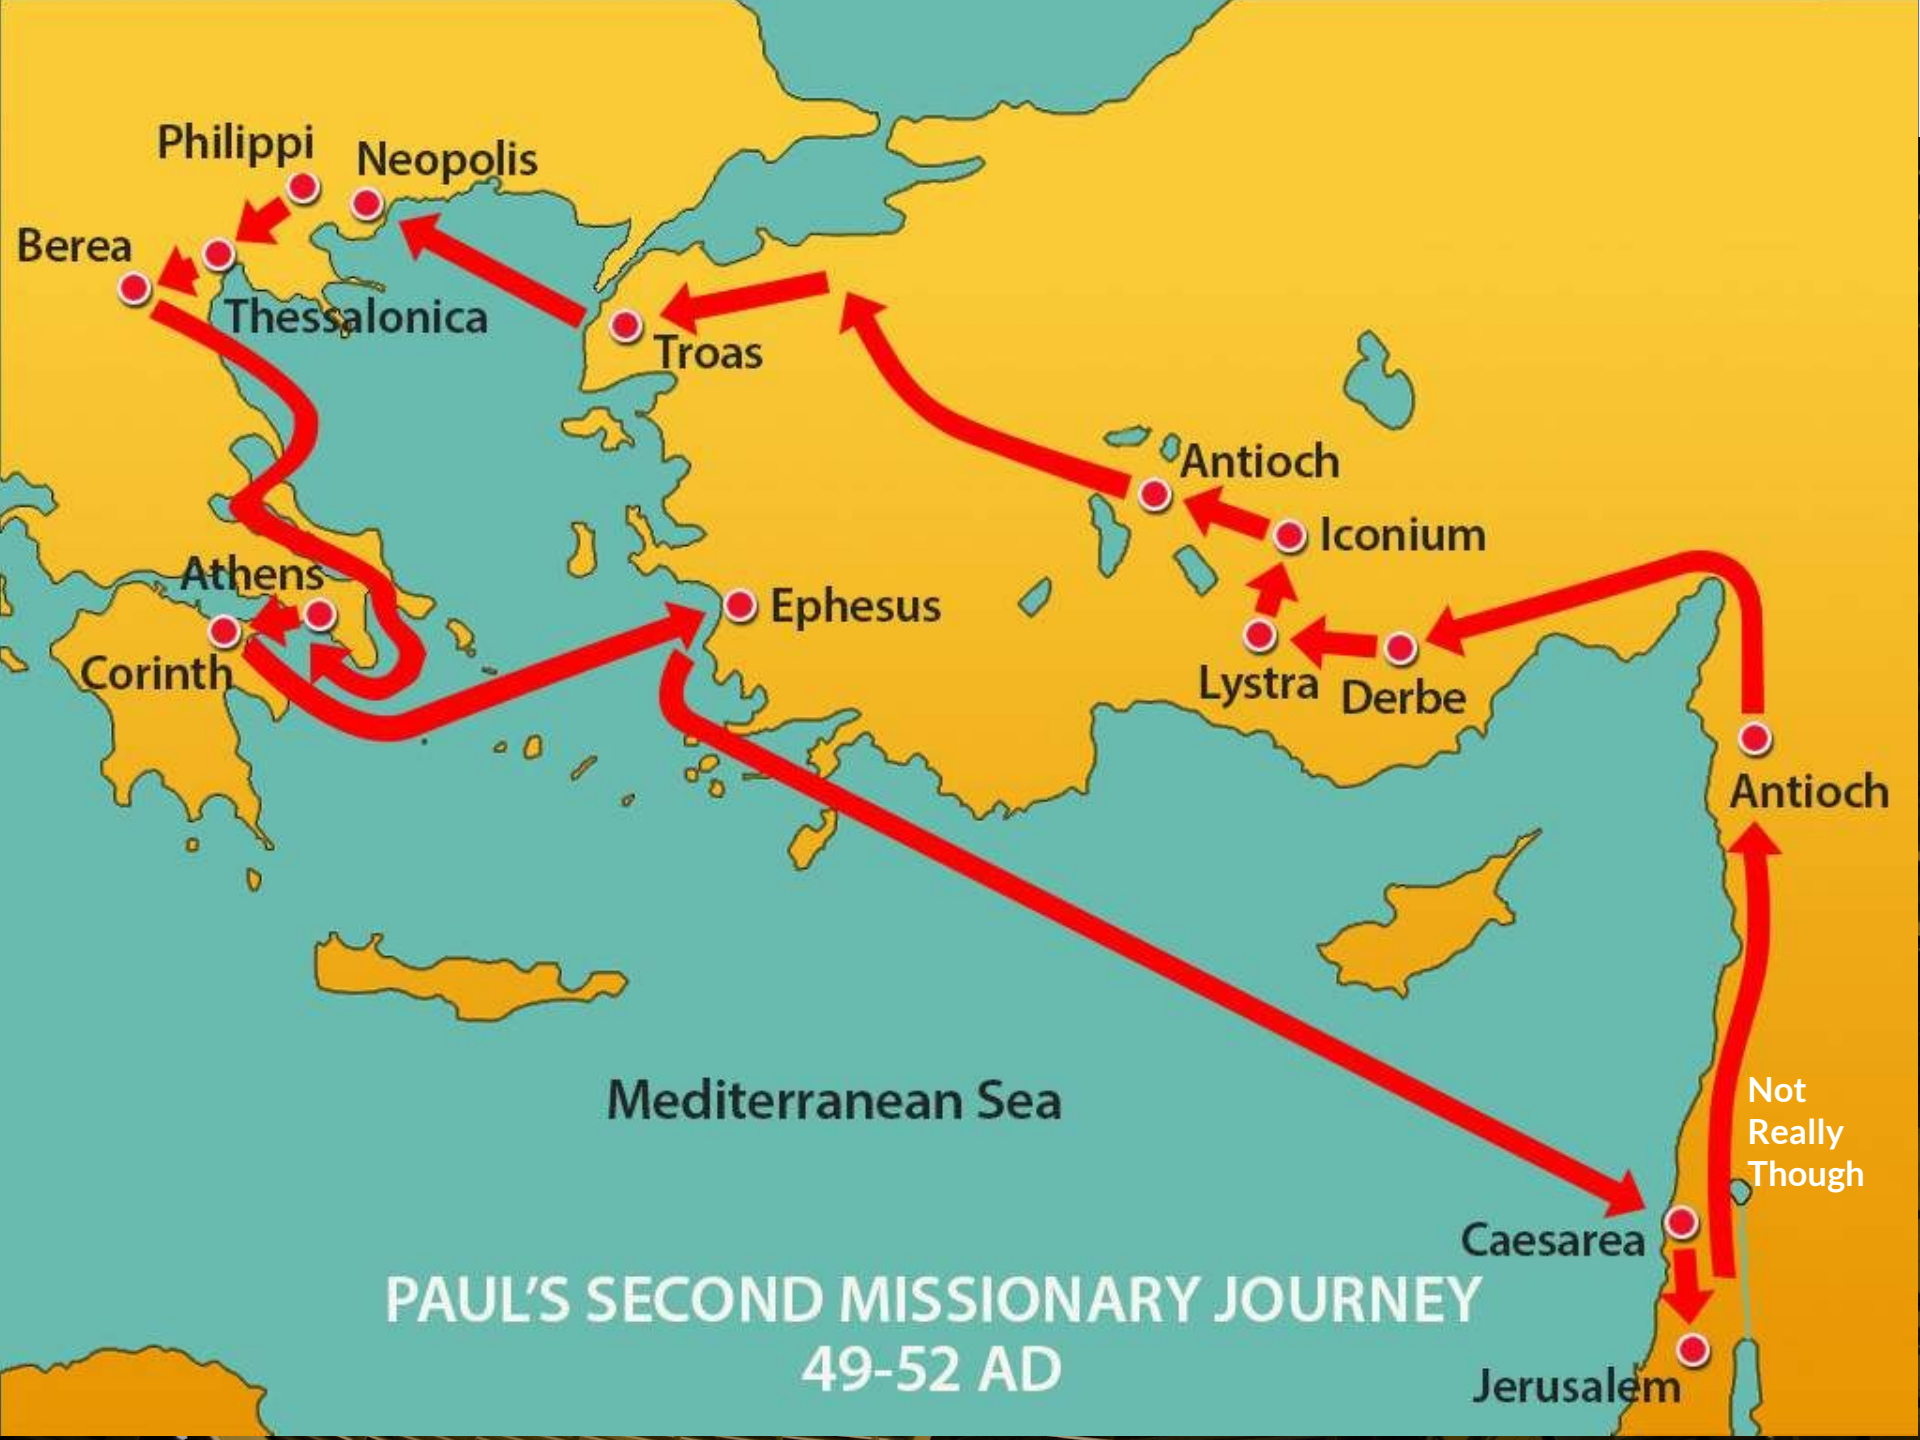 Philippi
Neopolis
Berea
Thessalonica
Troas
Antioch
Iconium
Athens
Ephesus
Corinth
Lystra
Derbe
Antioch
Mediterranean Sea
Not
Really
Though
Caesarea
PAUL'S SECOND MISSIONARY JOURNEY
49-52 AD
Jerusalem